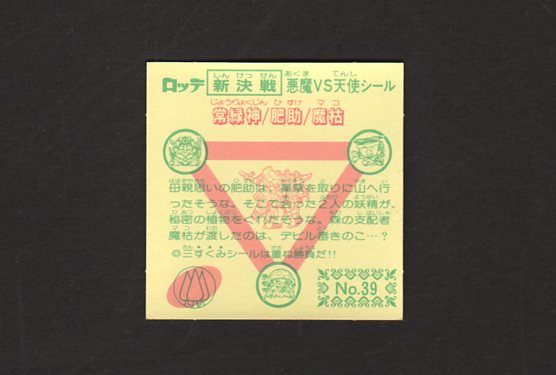 ロッテ 新決戦 悪魔VS天使シール
常緑神/肥助/魔枯
母親思いの肥助は、薬草を取りに山へ行
ったそうな。そこで会った2人の妖精が、
秘密の植物をくれたそうな。森の支配者
魔枯が渡したのは、デビル毒きのこ…?
◎三すくみシールは重ね勝負だ!!
No.39